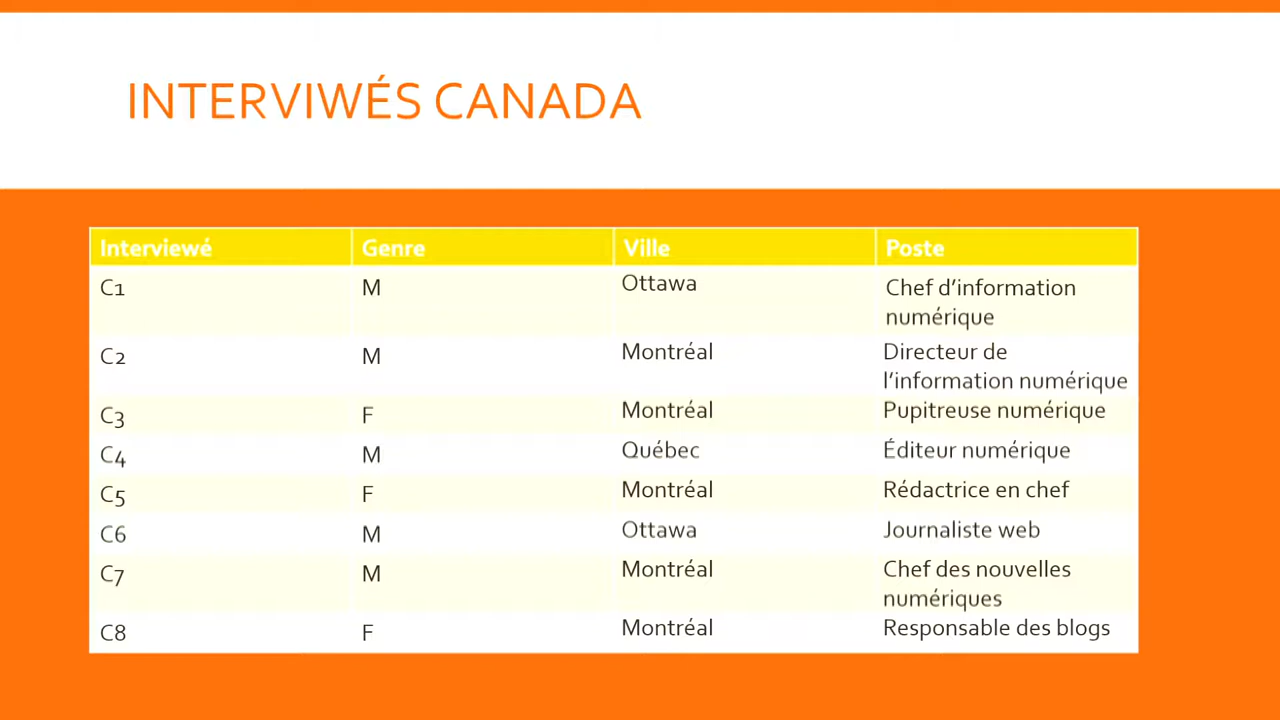 INTERVIWÉS CANADA
Interviewé Genre Ville Poste
C1 M Ottawa Chef d'information
numérique
C2 M Montréal Directeur de
l'information numérique
C3 F Montréal Pupitreuse numérique
C4 M Québec Éditeur numérique
C5 F Montréal Rédactrice en chef
C6 M Ottawa Journaliste web
C7 M Montréal Chef des nouvelles
numériques
C8 F Montréal Responsable des blogs